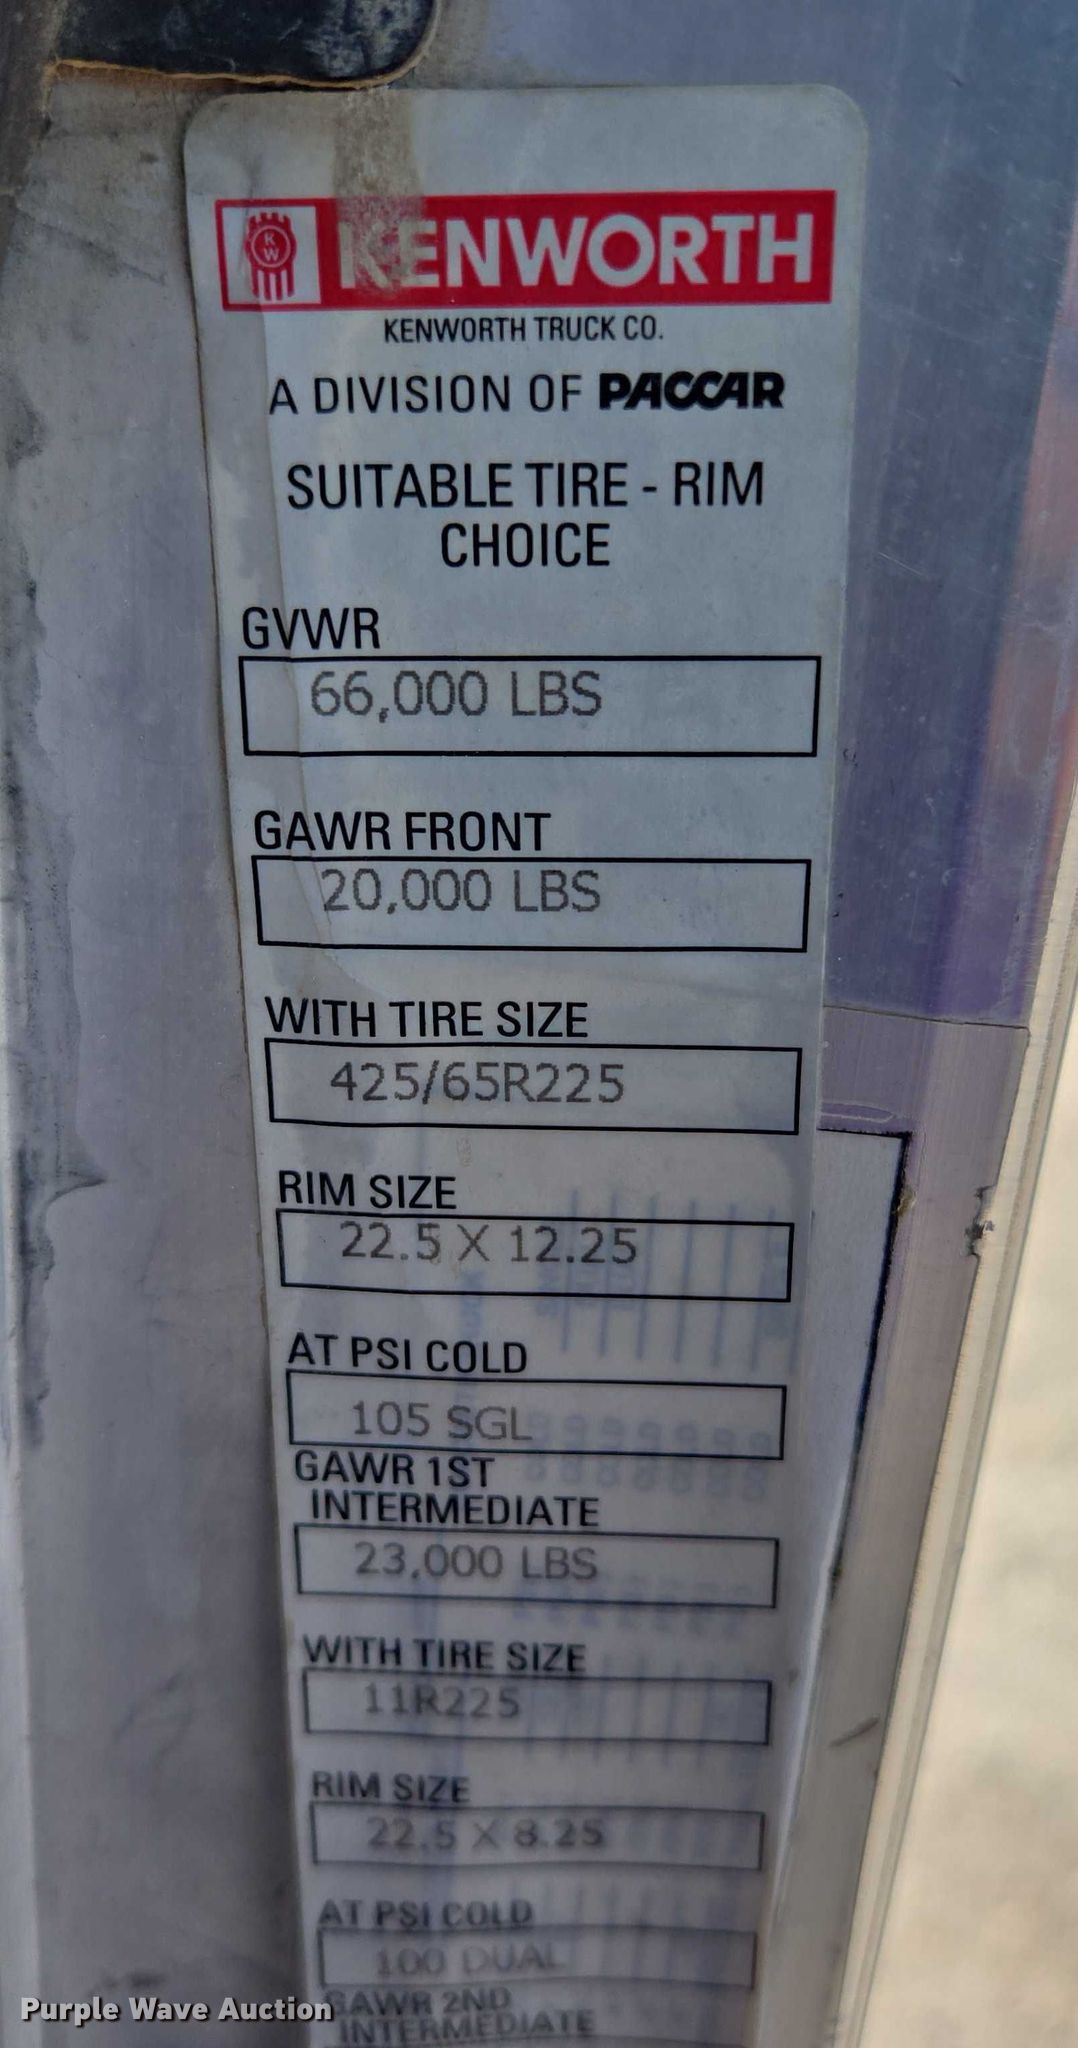 KW
KENWORTH
KENWORTH TRUCK CO.
A DIVISION OF PACCAR
SUITABLE TIRE - RIM
CHOICE
GVWR
66,000 LBS
GAWR FRONT
20,000 LBS
WITH TIRE SIZE
425/65R225
RIM SIZE
22.5 X 12.25
AT PSI COLD
105 SGL
GAWR 1ST
INTERMEDIATE
23,000 LBS
WITH TIRE SIZE
11R225
RIM SIZE
22.5 X 8.25
AT PSI COLD
100 DUAL
GAWR 2ND
INTERMEDIATE
Purple Wave Auction